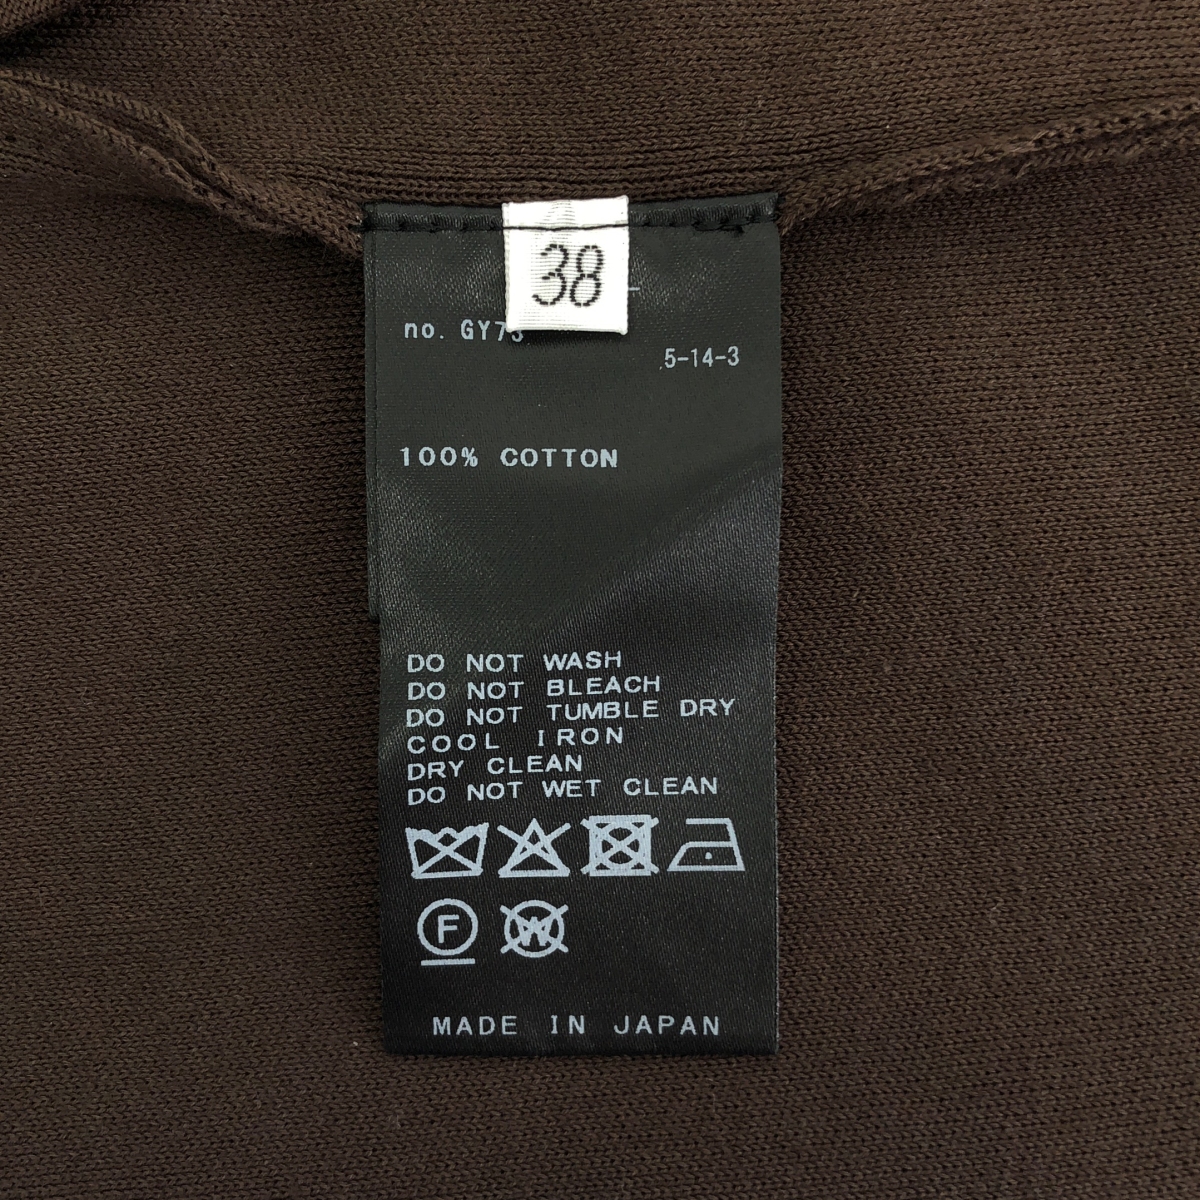 38
no. GY73
5-14-3
100% COTTON
DO NOT WASH
DO NOT BLEACH
DO NOT TUMBLE DRY
COOL IRON
DRY CLEAN
DO NOT WET CLEAN
F W
MADE IN JAPAN